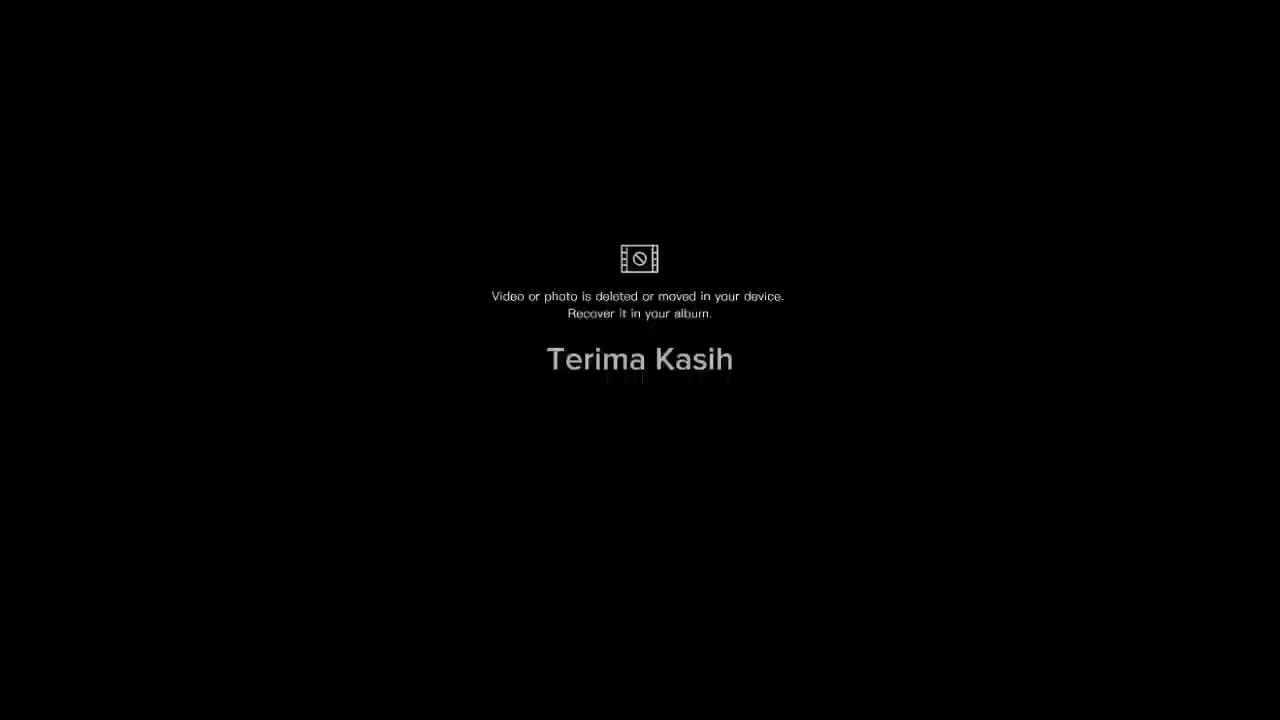 Video or photo is deleted or moved in your device.
Recover it in your album.
Terima Kasih